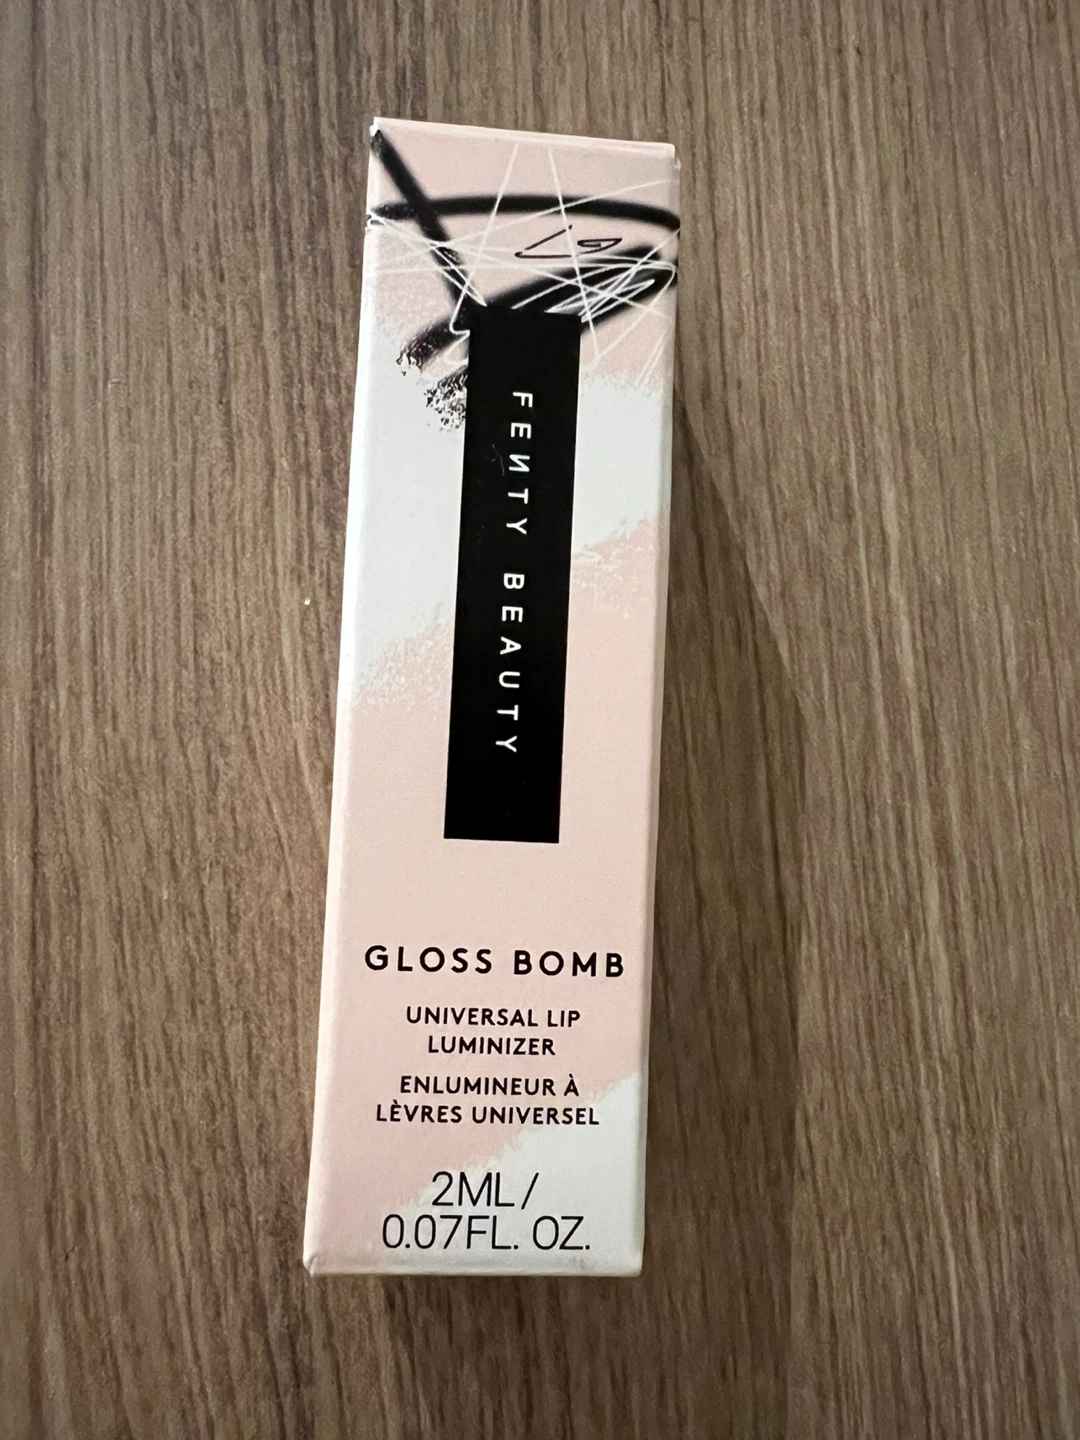 FENTY BEAUTY
GLOSS BOMB
UNIVERSAL LIP
LUMINIZER
ENLUMINEUR À
LÈVRES UNIVERSEL
2ML/
0.07FL. OZ.